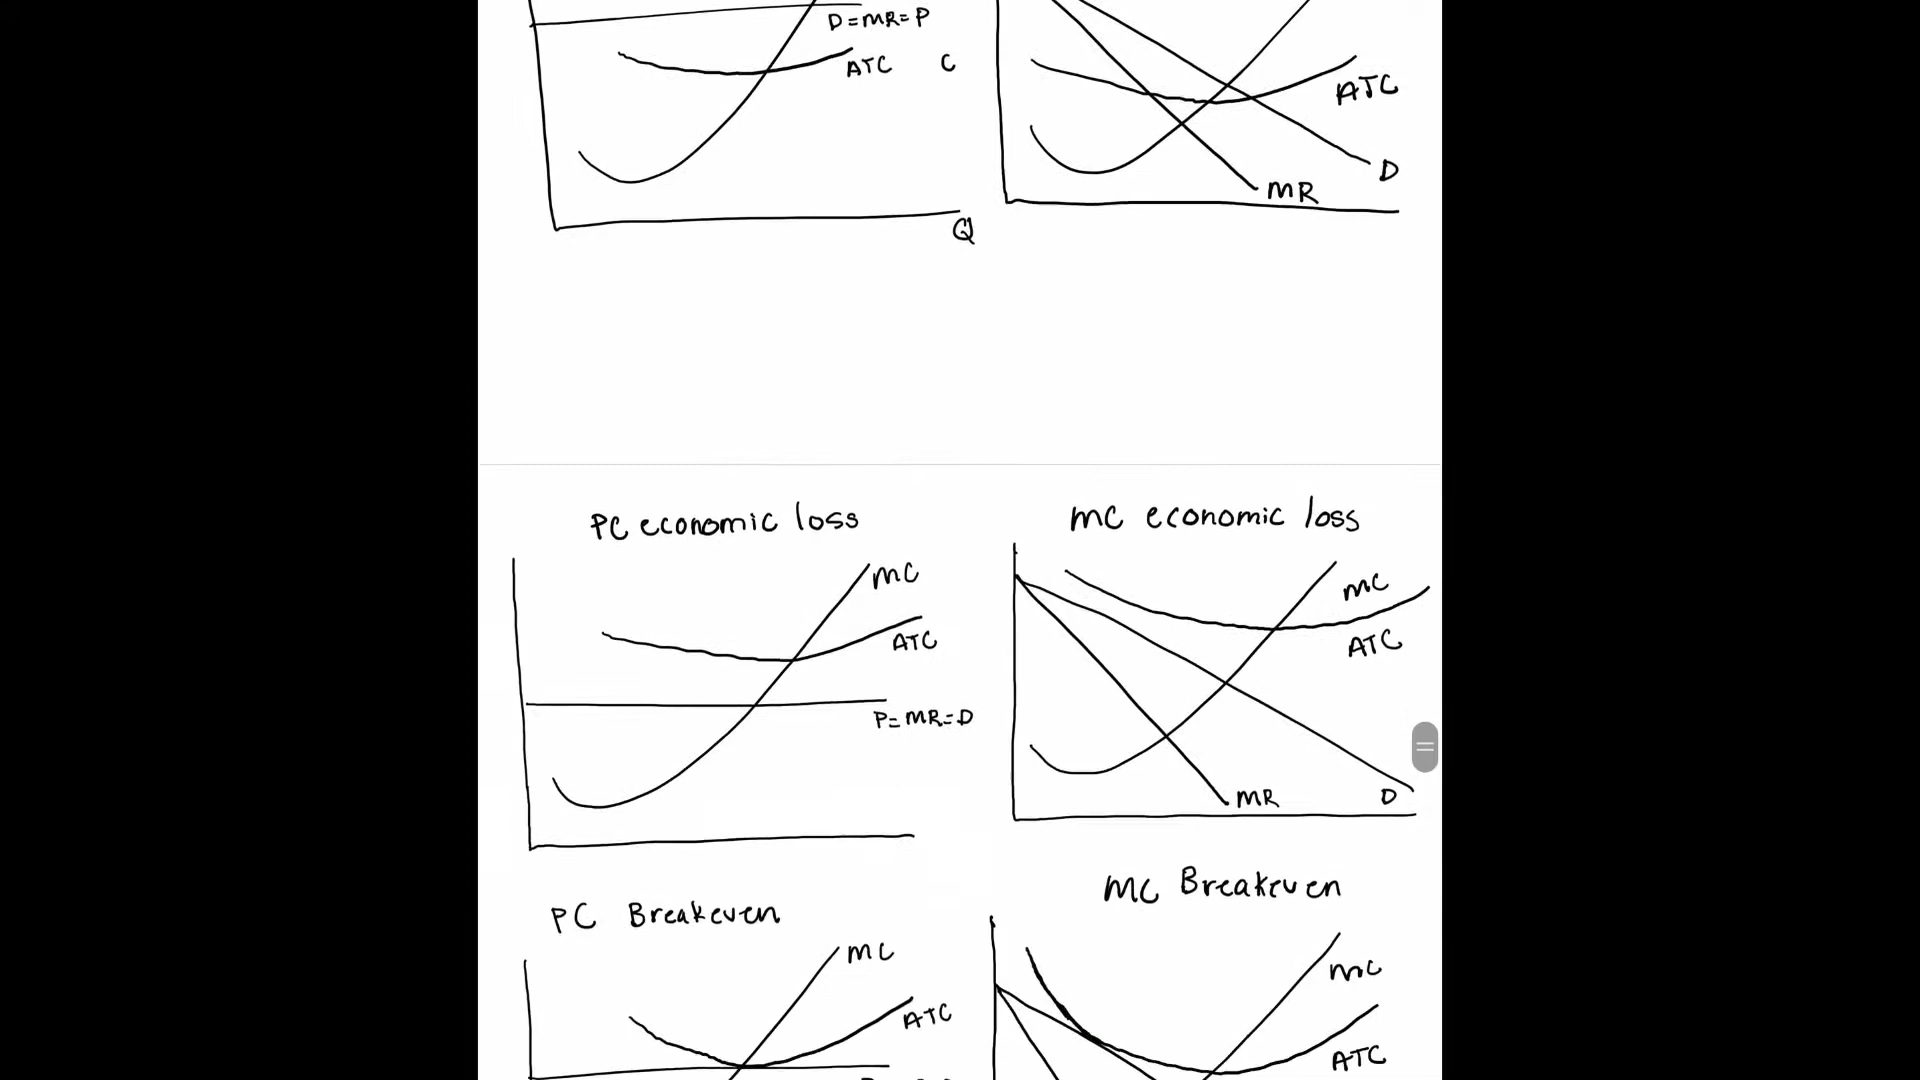 D=MR=P
ATC
C
ATC
D
MR
Q
PC economic loss
MC economic loss
MC
ATC
P=MR=D
MC
ATC
MR
D
PC Breakeven
MC Breakeven
MC
ATC
MC
ATC